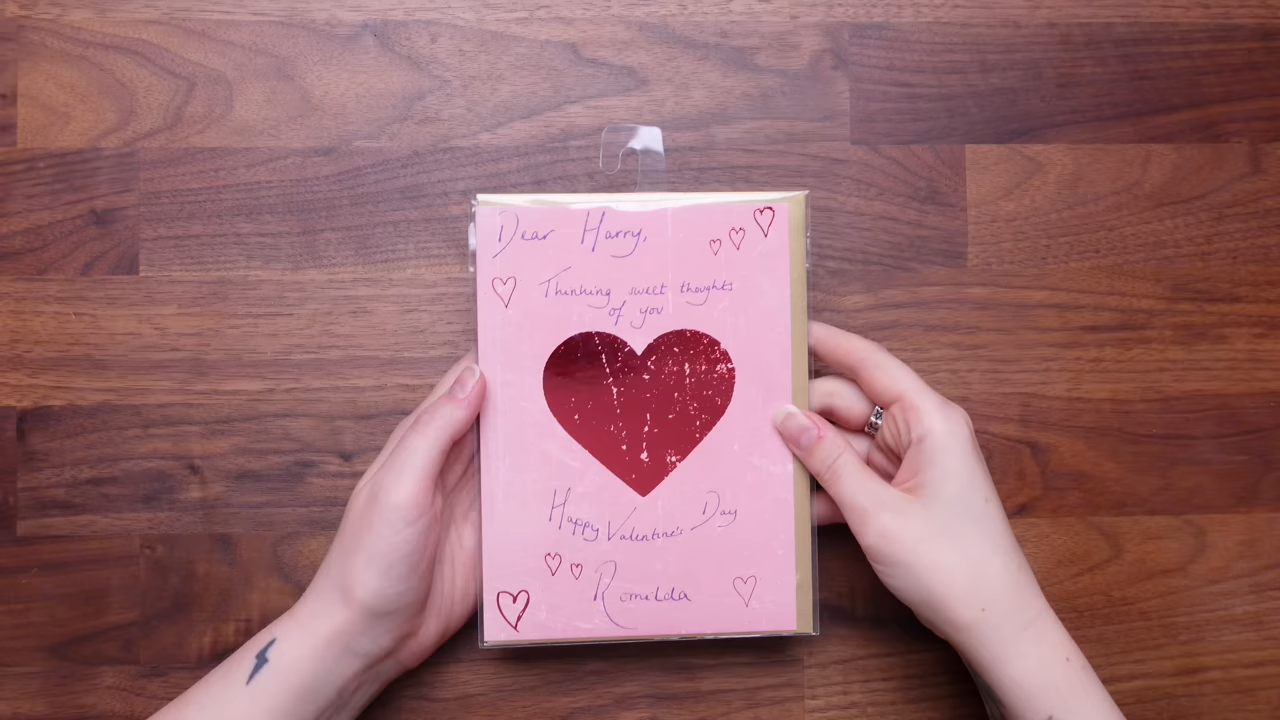 Dear Harry,
Thinking sweet thoughts
of you
Happy Valentine's Day
Romilda